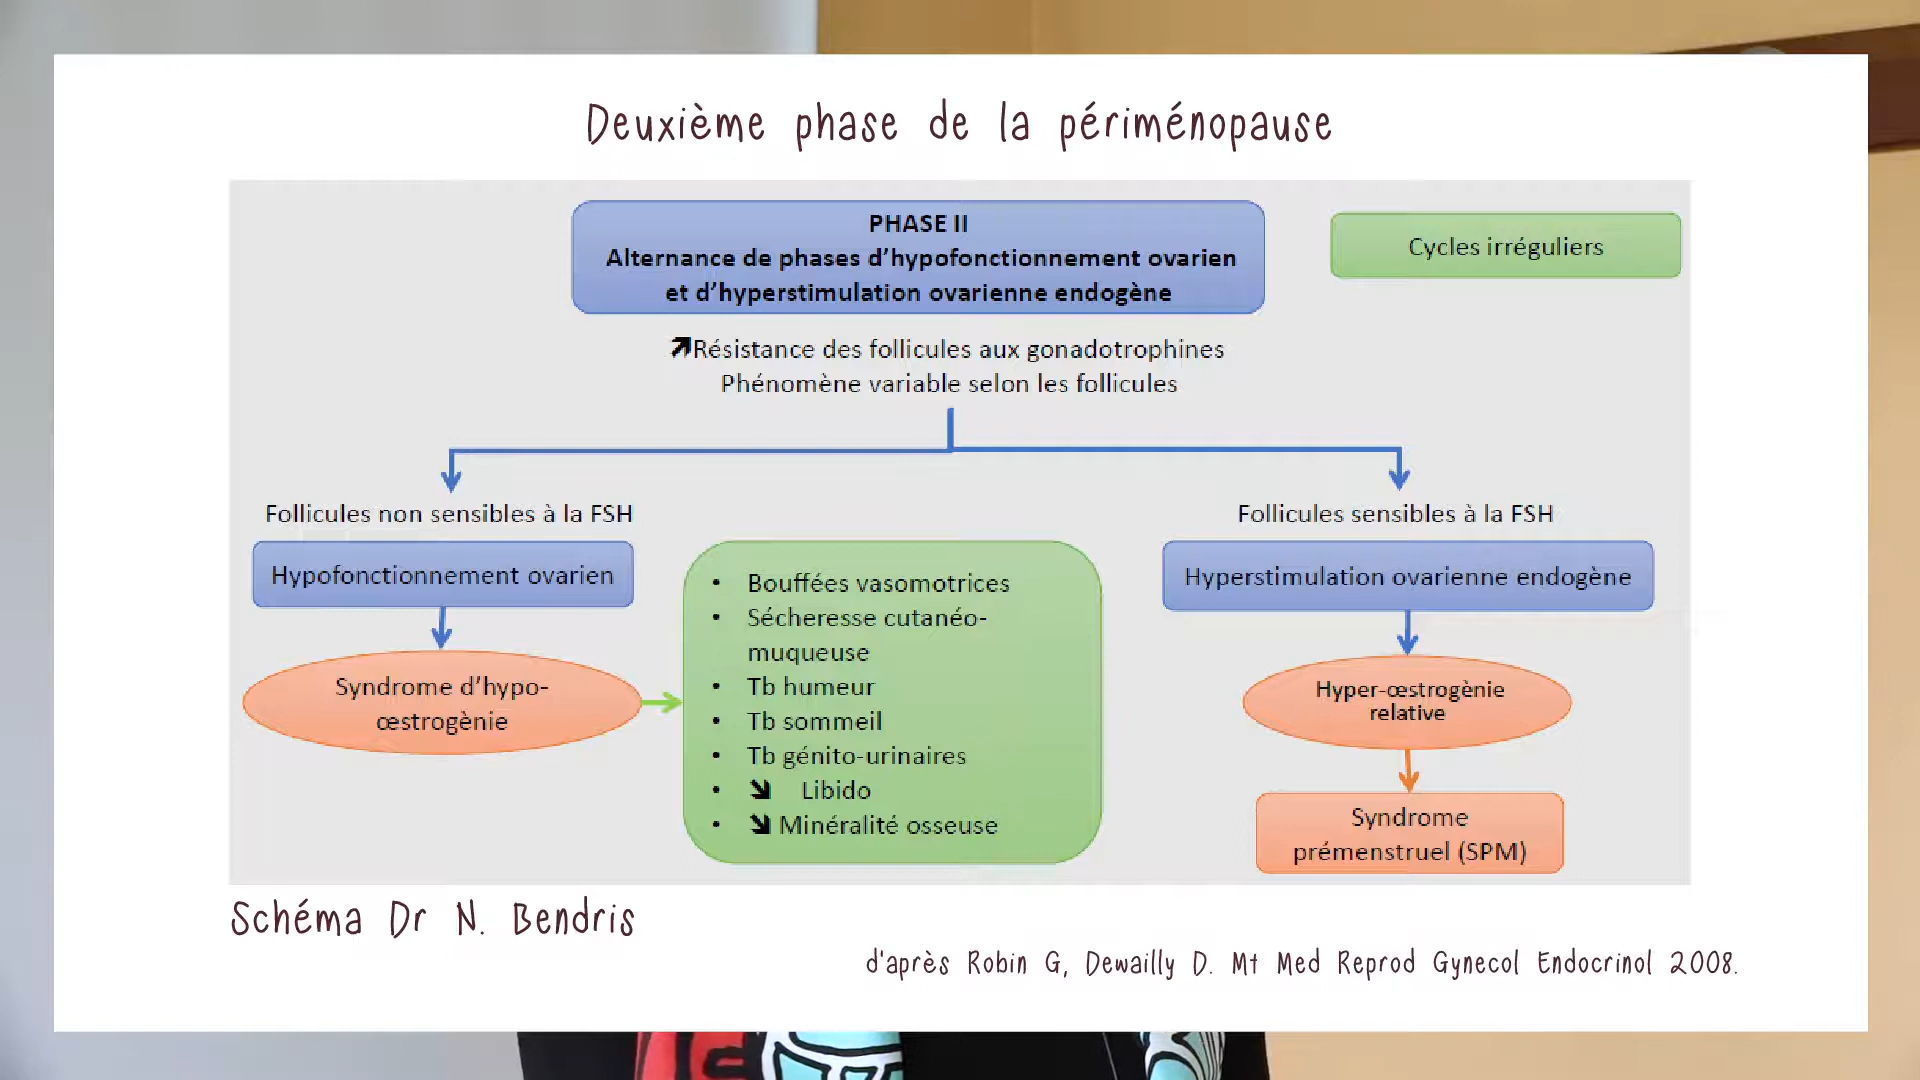 Deuxième phase de la périménopause
PHASE II
Alternance de phases d’hypofonctionnement ovarien
et d’hyperstimulation ovarienne endogène
Cycles irréguliers
↗Résistance des follicules aux gonadotrophines
Phénomène variable selon les follicules
Follicules non sensibles à la FSH
Hypofonctionnement ovarien
Syndrome d’hypo-
œstrogènie
• Bouffées vasomotrices
• Sécheresse cutanéo-
muqueuse
• Tb humeur
• Tb sommeil
• Tb génito-urinaires
• ↘ Libido
• ↘ Minéralité osseuse
Follicules sensibles à la FSH
Hyperstimulation ovarienne endogène
Hyper-œstrogènie
relative
Syndrome
prémenstruel (SPM)
Schéma Dr N. Bendris
d'après Robin G, Dewailly D. Mt Med Reprod Gynecol Endocrinol 2008.